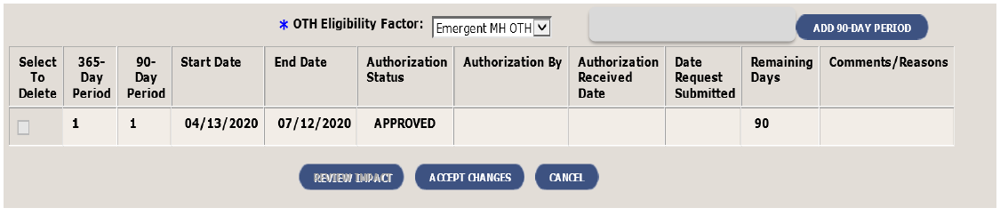 * OTH Eligibility Factor: Emergent MH OTH ADD 90-DAY PERIOD
Select To Delete 365-Day Period 90-Day Period Start Date End Date Authorization Status Authorization By Authorization Received Date Date Request Submitted Remaining Days Comments/Reasons
1 1 04/13/2020 07/12/2020 APPROVED 90
REVIEW IMPACT ACCEPT CHANGES CANCEL